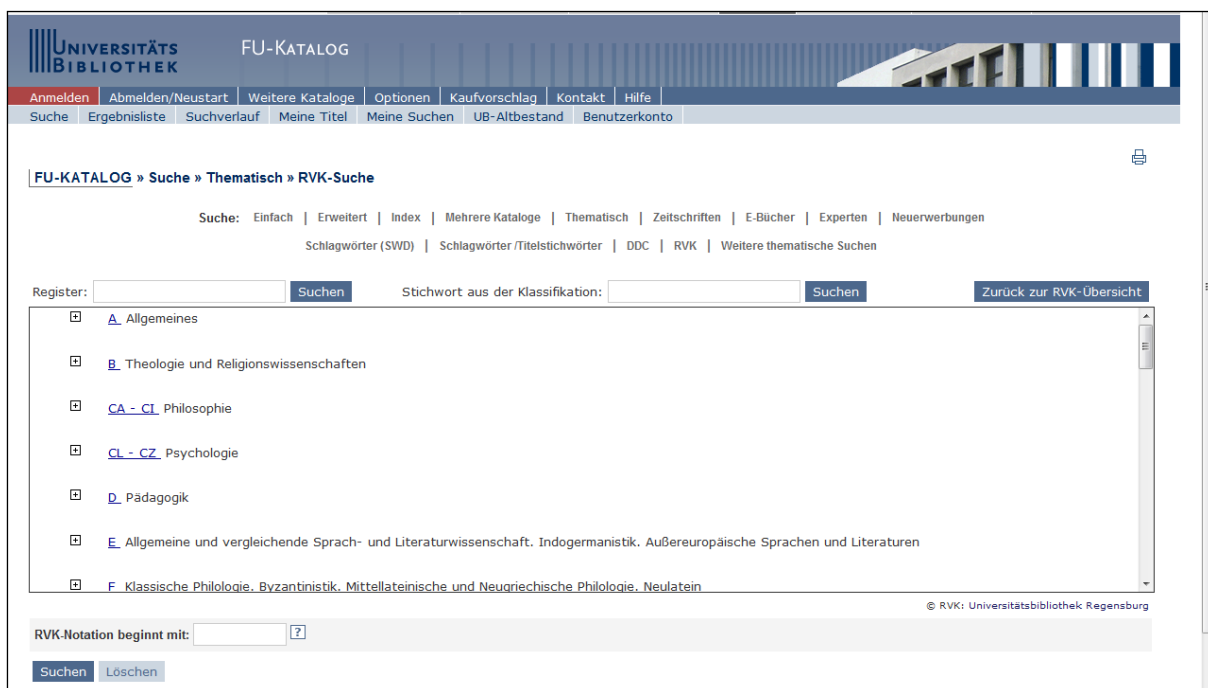 UNIVERSITÄTS
BIBLIOTHEK
FU-KATALOG
Anmelden Abmelden/Neustart Weitere Kataloge Optionen Kaufvorschlag Kontakt Hilfe
Suche Ergebnisliste Suchverlauf Meine Titel Meine Suchen UB-Altbestand Benutzerkonto
FU-KATALOG » Suche » Thematisch » RVK-Suche
Suche: Einfach | Erweitert | Index | Mehrere Kataloge | Thematisch | Zeitschriften | E-Bücher | Experten | Neuerwerbungen
Schlagwörter (SWD) | Schlagwörter /Titelstichwörter | DDC | RVK | Weitere thematische Suchen
Register: Suchen Stichwort aus der Klassifikation: Suchen Zurück zur RVK-Übersicht
A Allgemeines
B Theologie und Religionswissenschaften
CA - CI Philosophie
CL - CZ Psychologie
D Pädagogik
E Allgemeine und vergleichende Sprach- und Literaturwissenschaft. Indogermanistik. Außereuropäische Sprachen und Literaturen
F Klassische Philologie. Byzantinistik. Mittellateinische und Neugriechische Philologie. Neulatein
© RVK: Universitätsbibliothek Regensburg
RVK-Notation beginnt mit: ?
Suchen Löschen